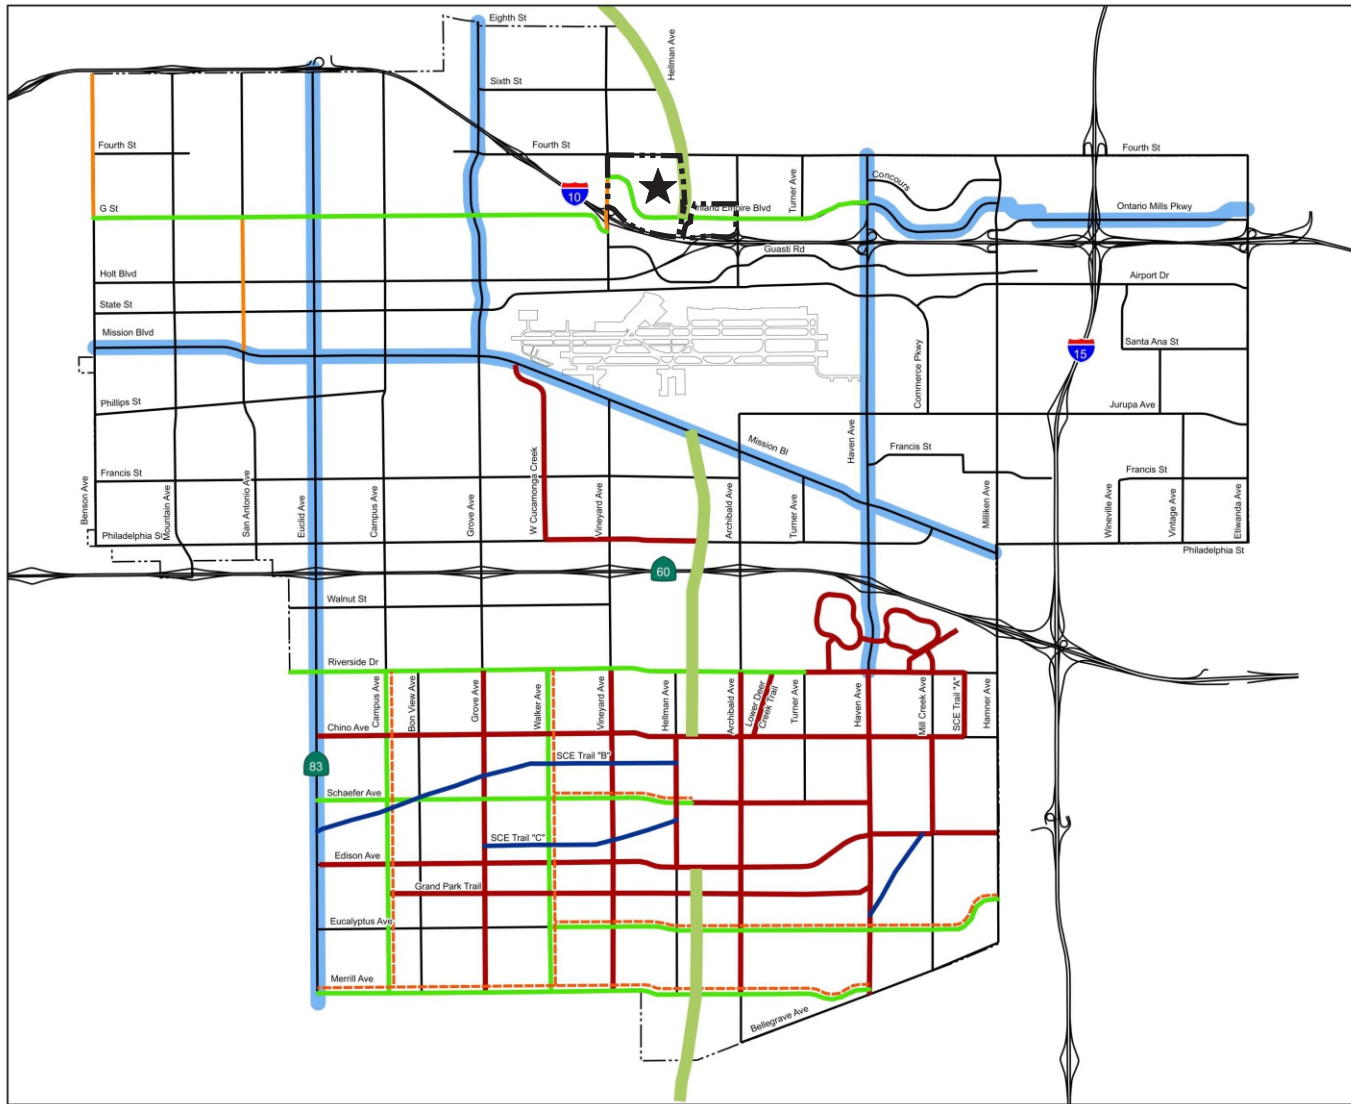 Eighth St
Hellman Ave
Sixth St
Fourth St
Fourth St
Fourth St
10
Turner Ave
Concours
G St
Inland Empire Blvd
Ontario Mills Pkwy
Guasti Rd
Holt Blvd
Airport Dr
State St
Mission Blvd
Santa Ana St
15
Commerce Pkwy
Phillips St
Jurupa Ave
Mission Bl
Haven Ave
Francis St
Francis St
Francis St
Benson Ave
Mountain Ave
San Antonio Ave
Euclid Ave
Campus Ave
Grove Ave
W Cucamonga Creek
Vineyard Ave
Archibald Ave
Turner Ave
Milliken Ave
Wineville Ave
Vintage Ave
Etiwanda Ave
Philadelphia St
Philadelphia St
60
Walnut St
Riverside Dr
Campus Ave
Bon View Ave
Grove Ave
Walker Ave
Vineyard Ave
Hellman Ave
Archibald Ave
Lower Deer
Creek Trail
Turner Ave
Haven Ave
Mill Creek Ave
SCE Trail "A"
Hamner Ave
Chino Ave
83
SCE Trail "B"
Schaefer Ave
SCE Trail "C"
Edison Ave
Grand Park Trail
Eucalyptus Ave
Merrill Ave
Bellegrave Ave